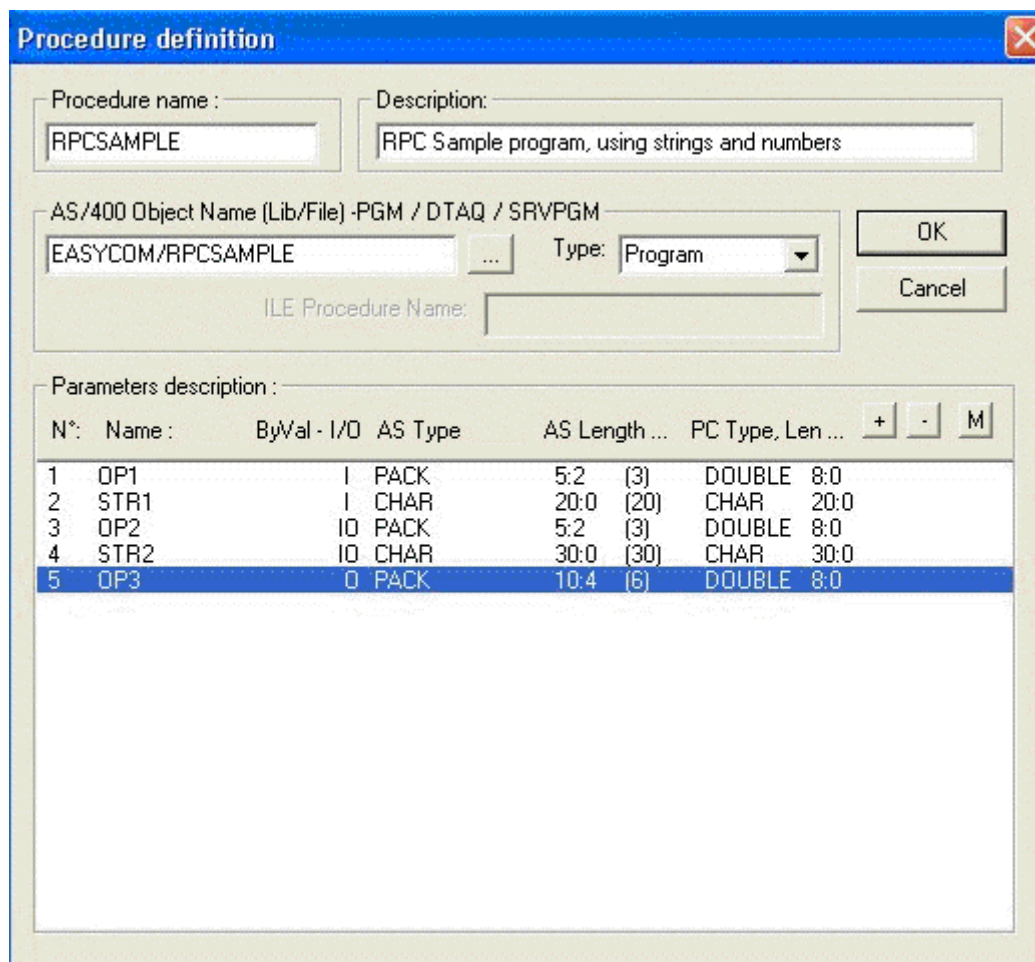 Procedure definition
Procedure name :
Description:
RPCSAMPLE
RPC Sample program, using strings and numbers
AS/400 Object Name (Lib/File) -PGM / DTAQ / SRVPGM
EASYCOM/RPCSAMPLE ... Type: Program
OK
Cancel
ILE Procedure Name:
Parameters description :
N°: Name : ByVal - I/O AS Type AS Length ... PC Type, Len ... + - M
1 OP1 I PACK 5:2 (3) DOUBLE 8:0
2 STR1 I CHAR 20:0 (20) CHAR 20:0
3 OP2 IO PACK 5:2 (3) DOUBLE 8:0
4 STR2 IO CHAR 30:0 (30) CHAR 30:0
5 OP3 O PACK 10:4 (6) DOUBLE 8:0